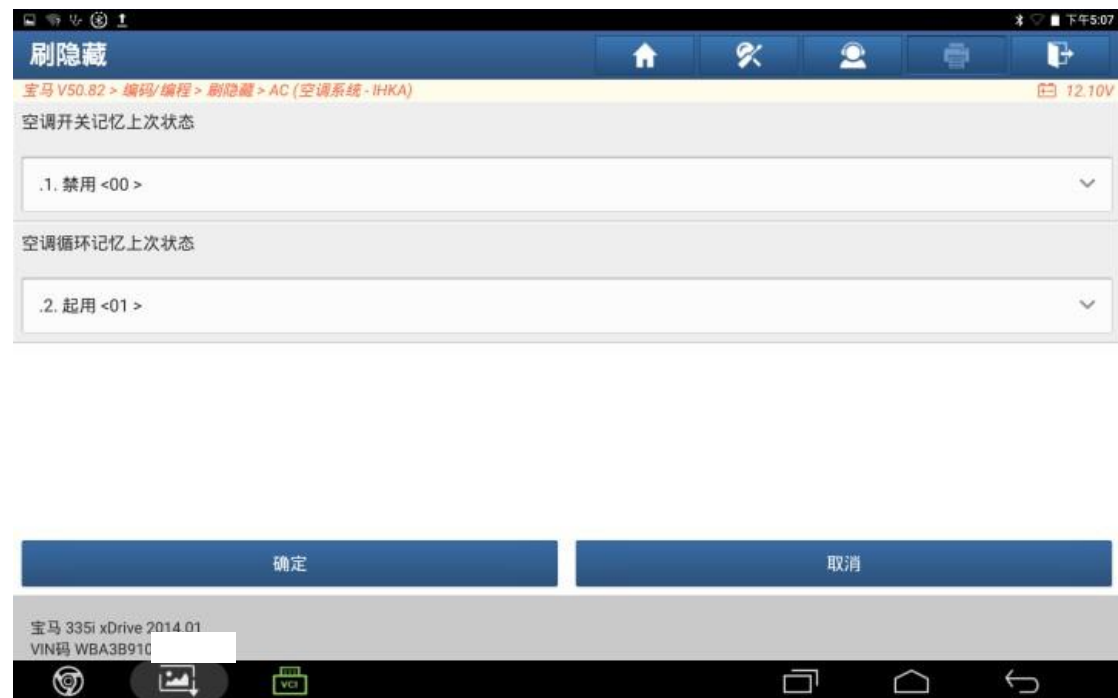 下午5:07
刷隐藏
宝马 V50.82 > 编码/编程 > 刷隐藏 > AC (空调系统 - IHKA)
12.10V
空调开关记忆上次状态
.1. 禁用 <00 >
空调循环记忆上次状态
.2. 起用 <01 >
确定
取消
宝马 335i xDrive 2014.01
VIN码 WBA3B910
VCI